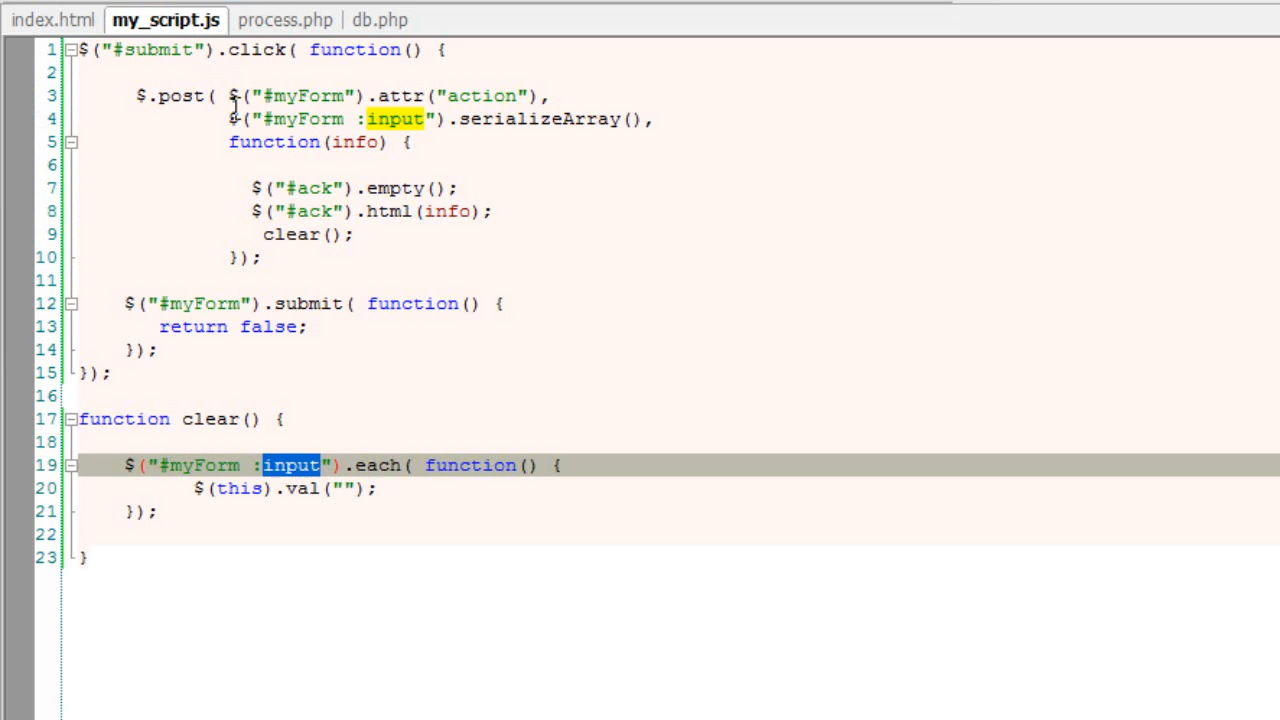 index.html my_script.js process.php db.php
1 $("#submit").click( function() {
2
3 $.post( $("#myForm").attr("action"),
4 $("#myForm :input").serializeArray(),
5 function(info) {
6
7 $("#ack").empty();
8 $("#ack").html(info);
9 clear();
10 });
11
12 $("#myForm").submit( function() {
13 return false;
14 });
15 });
16
17 function clear() {
18
19 $("#myForm :input").each( function() {
20 $(this).val("");
21 });
22
23 }